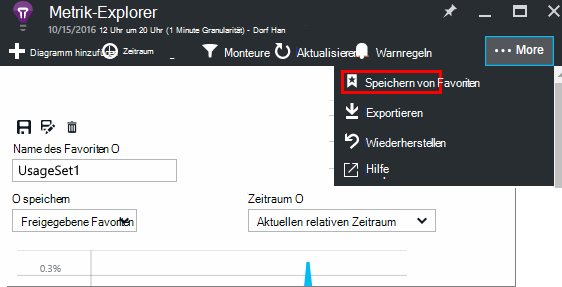 Metrik-Explorer
10/15/2016 12 Uhr um 20 Uhr (1 Minute Granularität) - Dorf Han
Diagramm hinzufügen Zeitraum Monteure Aktualisieren Warnregeln ••• More
Speichern von Favoriten
Exportieren
Wiederherstellen
Hilfe
Name des Favoriten O
UsageSet1
O speichern Zeitraum O
Freigegebene Favoriten Aktuellen relativen Zeitraum
0.3%